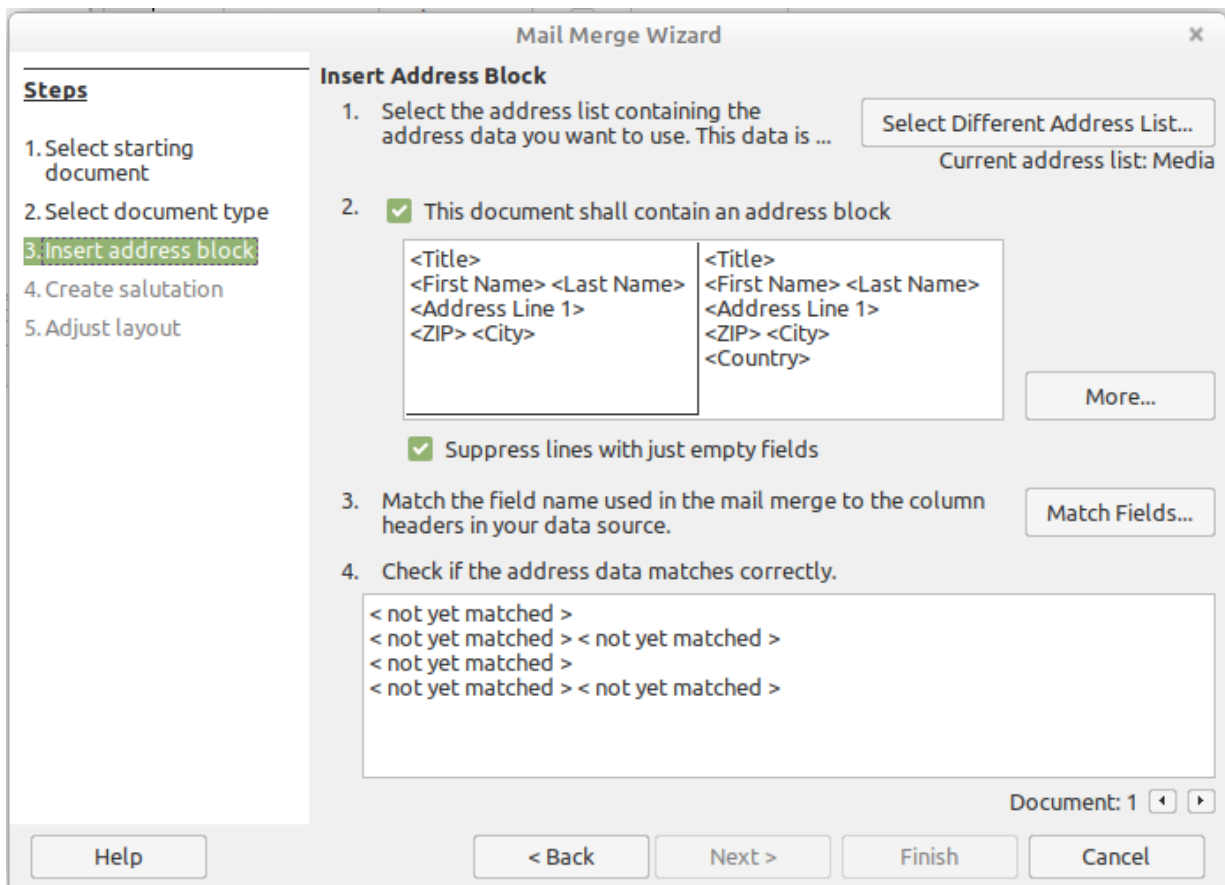 Mail Merge Wizard
Steps
1. Select starting
document
2. Select document type
3. Insert address block
4. Create salutation
5. Adjust layout
Insert Address Block
1. Select the address list containing the
address data you want to use. This data is ...
Select Different Address List...
Current address list: Media
2. This document shall contain an address block
<Title>
<First Name> <Last Name>
<Address Line 1>
<ZIP> <City>
<Title>
<First Name> <Last Name>
<Address Line 1>
<ZIP> <City>
<Country>
More...
Suppress lines with just empty fields
3. Match the field name used in the mail merge to the column
headers in your data source.
Match Fields...
4. Check if the address data matches correctly.
< not yet matched >
< not yet matched > < not yet matched >
< not yet matched >
< not yet matched > < not yet matched >
Document: 1
Help
< Back
Next >
Finish
Cancel